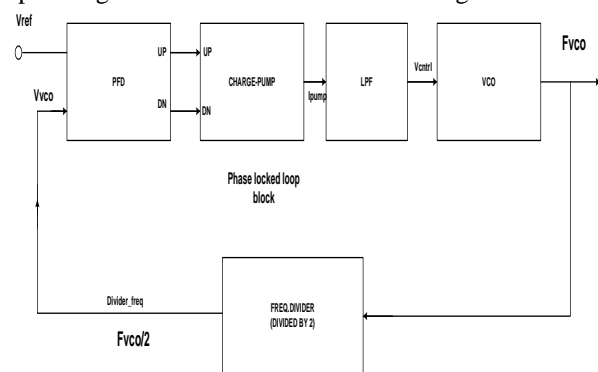 Vref
Fvco
UP
UP
Vcntrl
PFD
CHARGE-PUMP
LPF
VCO
Vvco
Ipump
DN
DN
Phase locked loop
block
Divider_freq
FREQ.DIVIDER
(DIVIDED BY 2)
Fvco/2